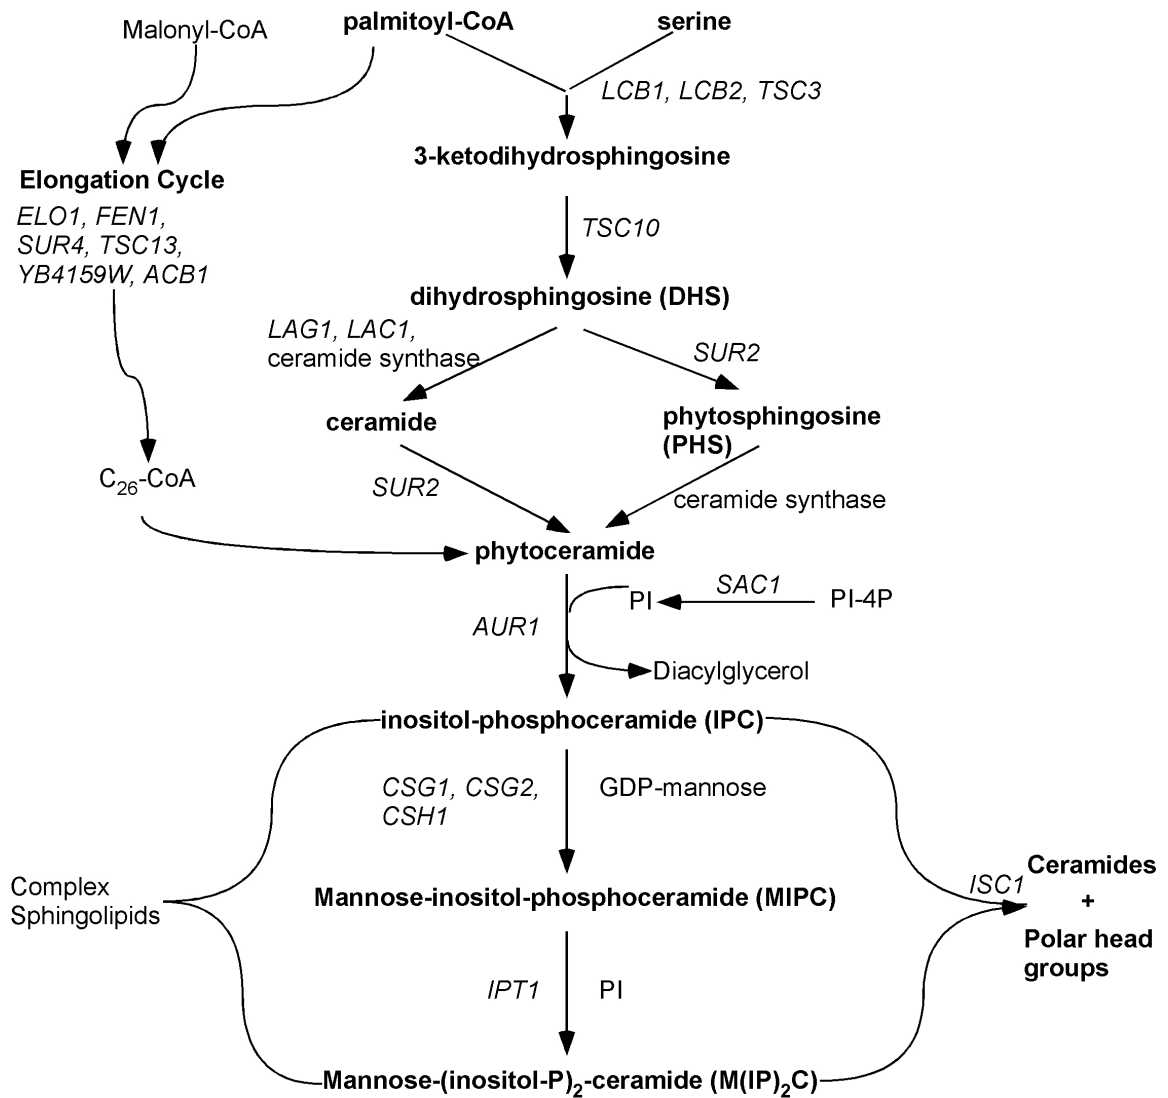 Malonyl-CoA
palmitoyl-CoA
serine
LCB1, LCB2, TSC3
3-ketodihydrosphingosine
Elongation Cycle
ELO1, FEN1,
SUR4, TSC13,
YB4159W, ACB1
TSC10
dihydrosphingosine (DHS)
LAG1, LAC1,
ceramide synthase
SUR2
ceramide
phytosphingosine
(PHS)
C26-CoA
SUR2
ceramide synthase
phytoceramide
PI
SAC1
PI-4P
AUR1
Diacylglycerol
inositol-phosphoceramide (IPC)
CSG1, CSG2,
CSH1
GDP-mannose
Complex
Sphingolipids
Mannose-inositol-phosphoceramide (MIPC)
ISC1
Ceramides
+
Polar head
groups
IPT1
PI
Mannose-(inositol-P)2-ceramide (M(IP)2C)